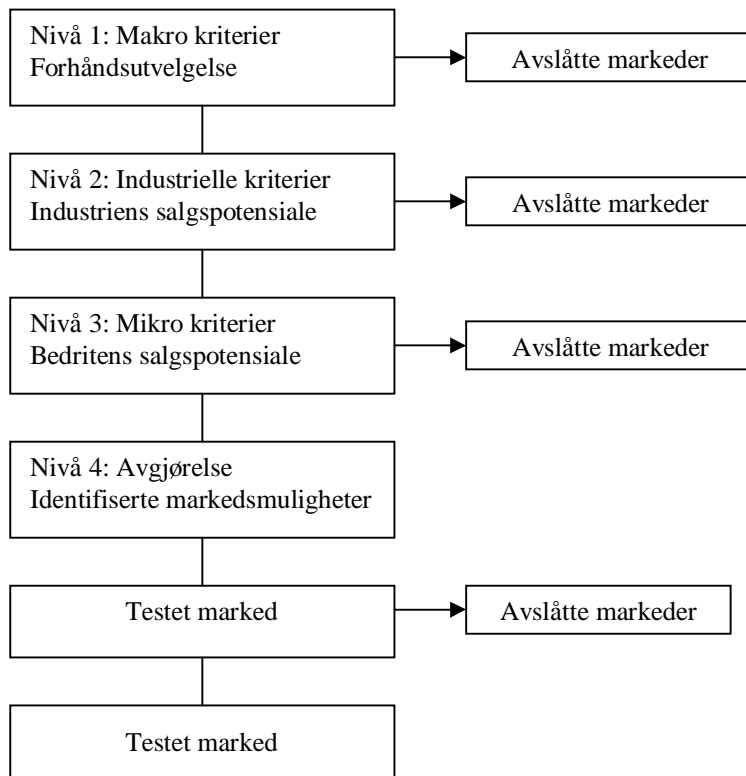 Nivå 1: Makro kriterier
Forhåndsutvelgelse
Avslåtte markeder
Nivå 2: Industrielle kriterier
Industriens salgspotensiale
Avslåtte markeder
Nivå 3: Mikro kriterier
Bedritens salgspotensiale
Avslåtte markeder
Nivå 4: Avgjørelse
Identifiserte markedsmuligheter
Testet marked
Avslåtte markeder
Testet marked